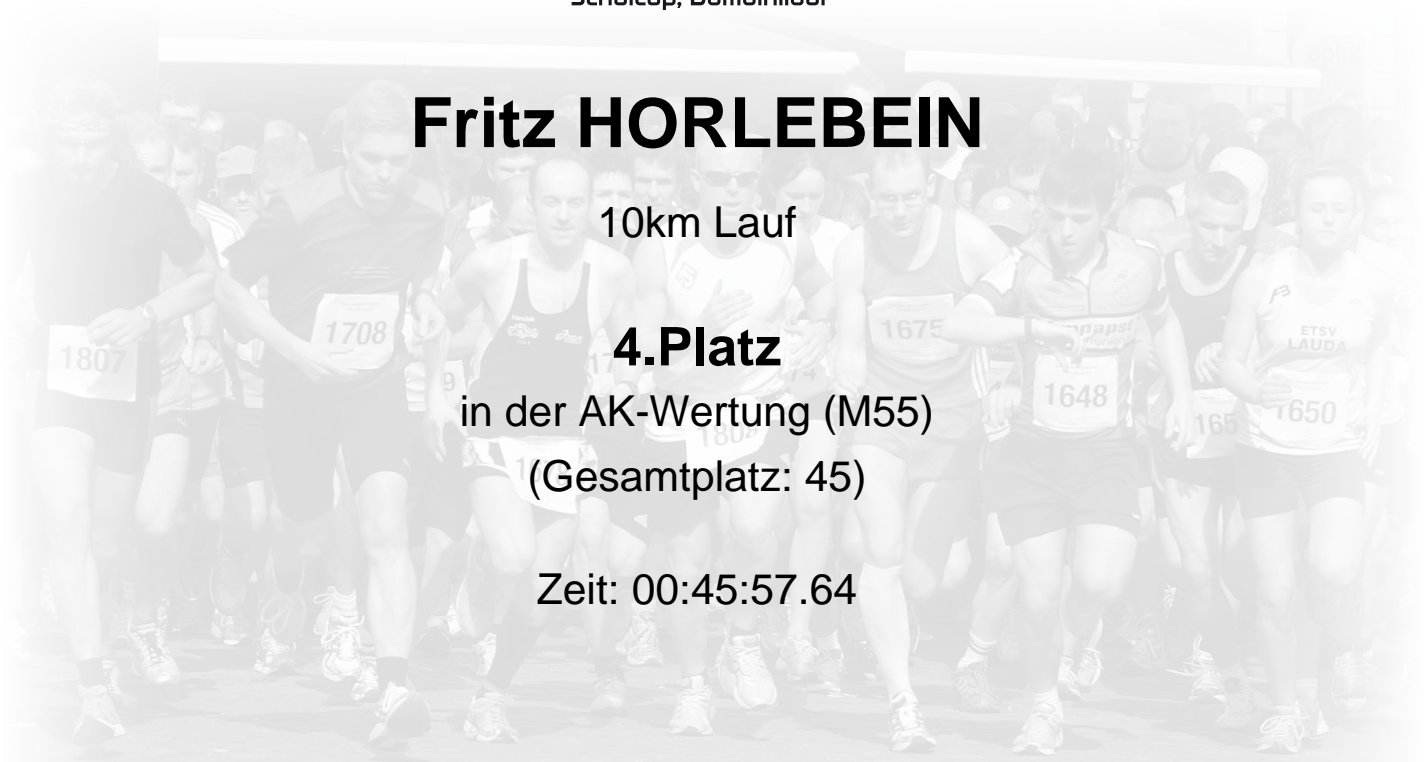 Fritz HORLEBEIN
10km Lauf
4.Platz
in der AK-Wertung (M55)
(Gesamtplatz: 45)
Zeit: 00:45:57.64
1807
1708
1675
1648
1650
165
ETSV
LAUDA